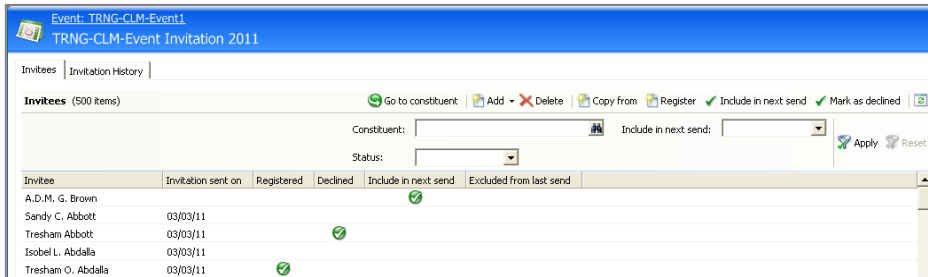 Event: TRNG-CLM-Event1
TRNG-CLM-Event Invitation 2011
Invitees Invitation History
Invitees (500 items) Go to constituent Add Delete Copy from Register Include in next send Mark as declined
Constituent: Include in next send:
Apply Reset
Status:
Invitee Invitation sent on Registered Declined Include in next send Excluded from last send
A.D.M. G. Brown
Sandy C. Abbott 03/03/11
Tresham Abbott 03/03/11
Isobel L. Abdalla 03/03/11
Tresham O. Abdalla 03/03/11